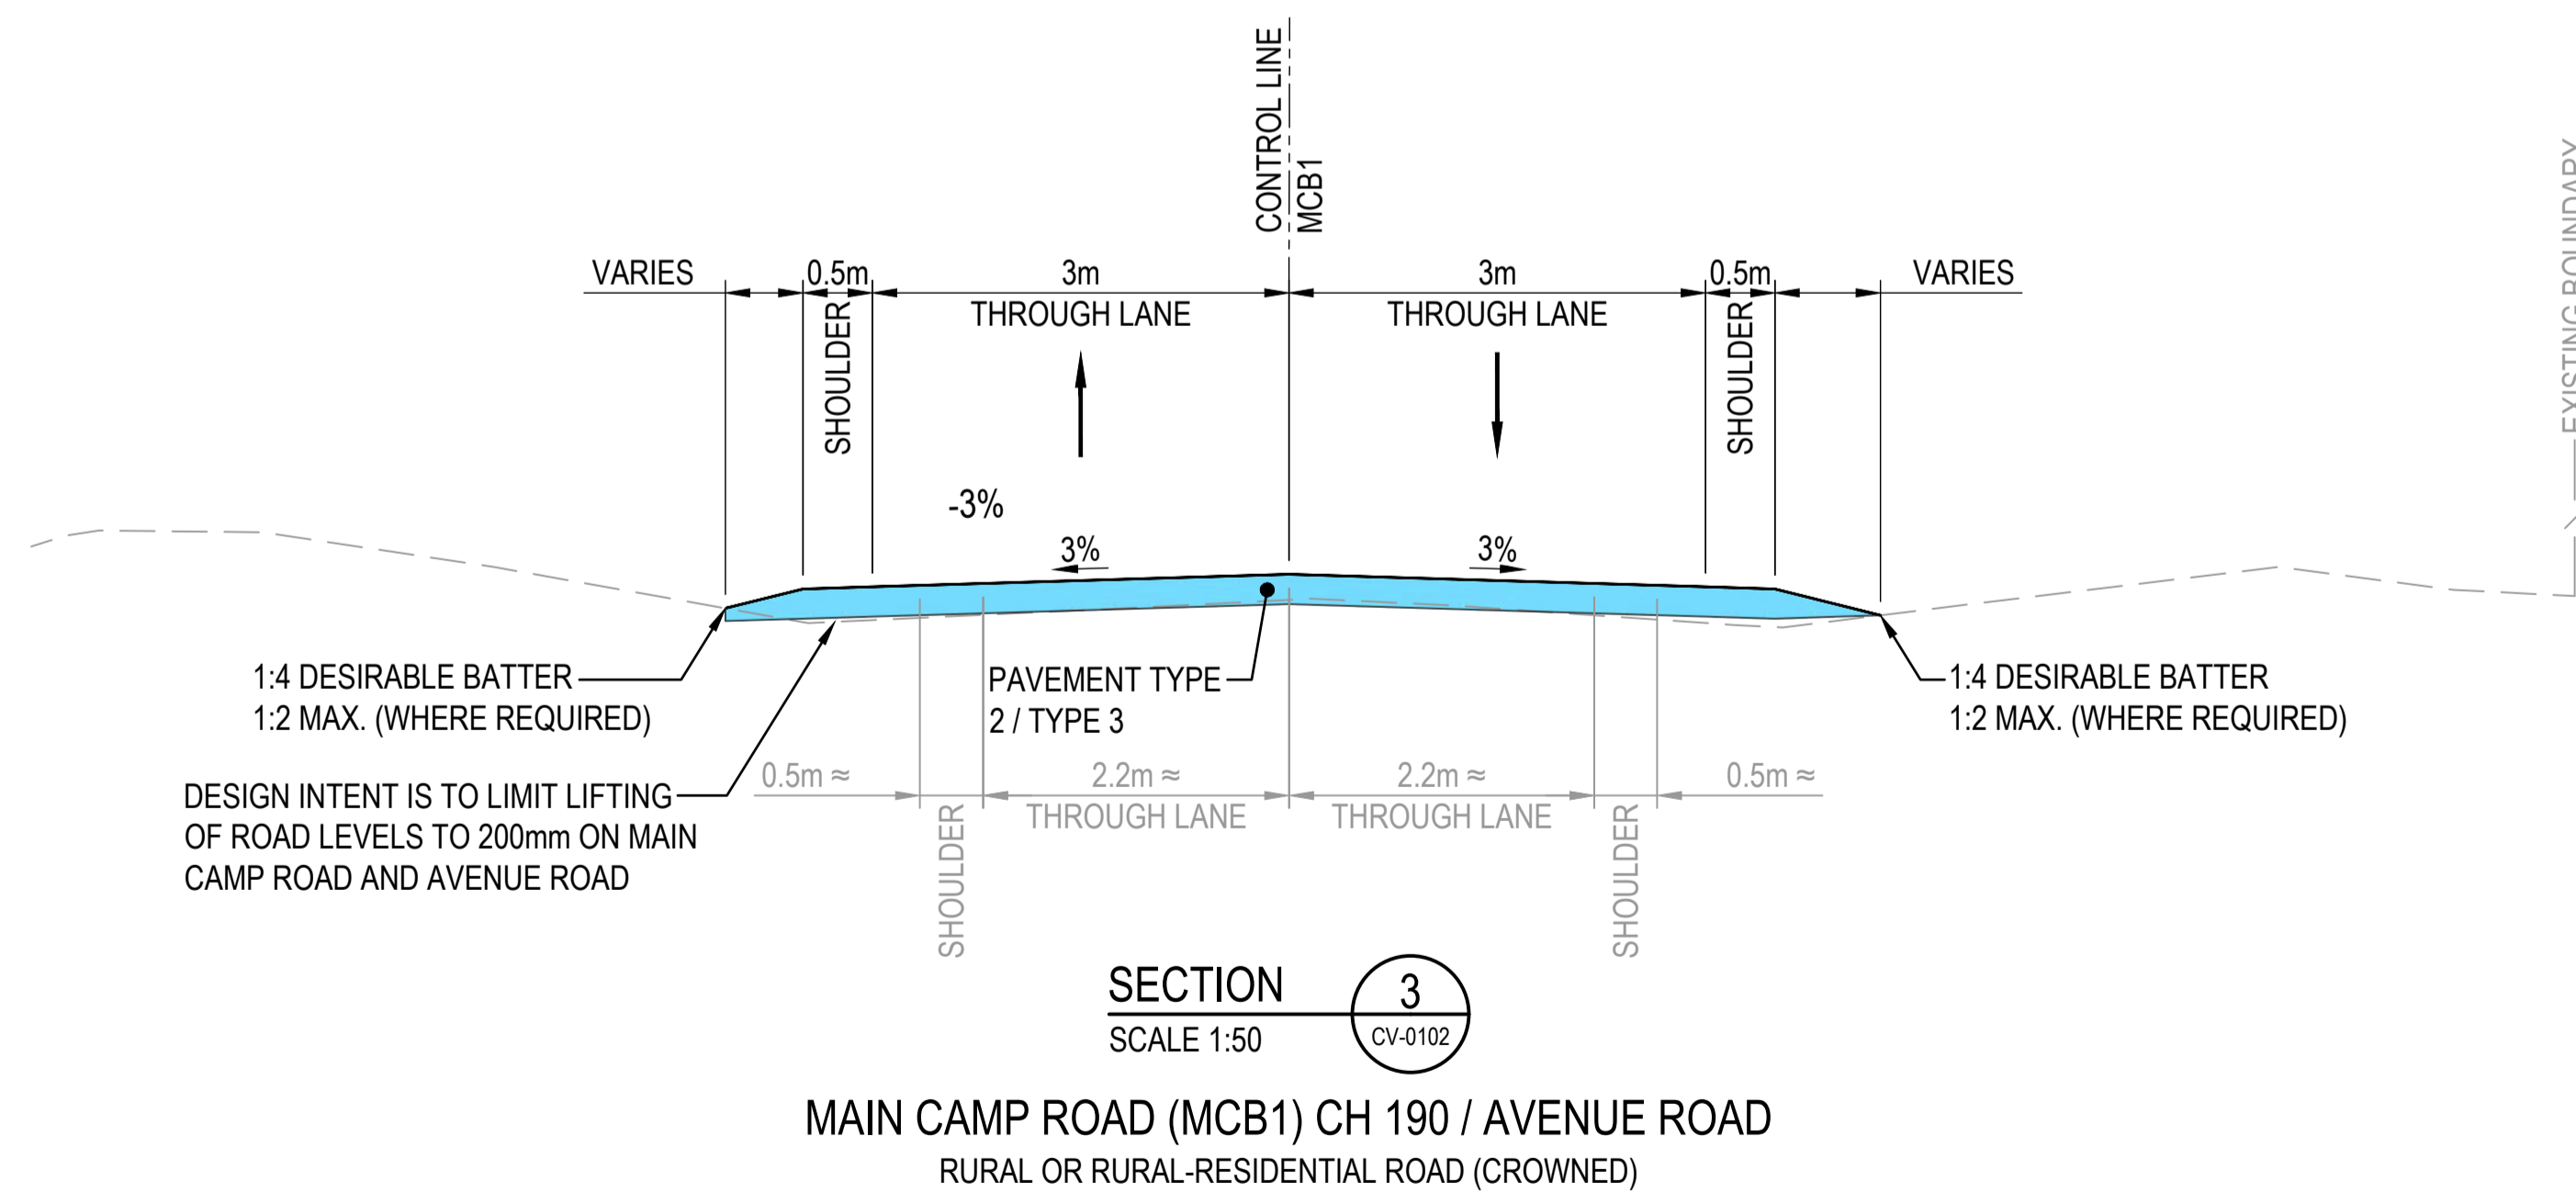 CONTROL LINE
MCB1
EXISTING BOUNDARY
VARIES
0.5m
3m
3m
0.5m
VARIES
SHOULDER
THROUGH LANE
THROUGH LANE
SHOULDER
-3%
3%
3%
1:4 DESIRABLE BATTER
1:2 MAX. (WHERE REQUIRED)
PAVEMENT TYPE
2 / TYPE 3
1:4 DESIRABLE BATTER
1:2 MAX. (WHERE REQUIRED)
DESIGN INTENT IS TO LIMIT LIFTING
OF ROAD LEVELS TO 200mm ON MAIN
CAMP ROAD AND AVENUE ROAD
0.5m ≈
2.2m ≈
2.2m ≈
0.5m ≈
SHOULDER
THROUGH LANE
THROUGH LANE
SHOULDER
SECTION
SCALE 1:50
3
CV-0102
MAIN CAMP ROAD (MCB1) CH 190 / AVENUE ROAD
RURAL OR RURAL-RESIDENTIAL ROAD (CROWNED)